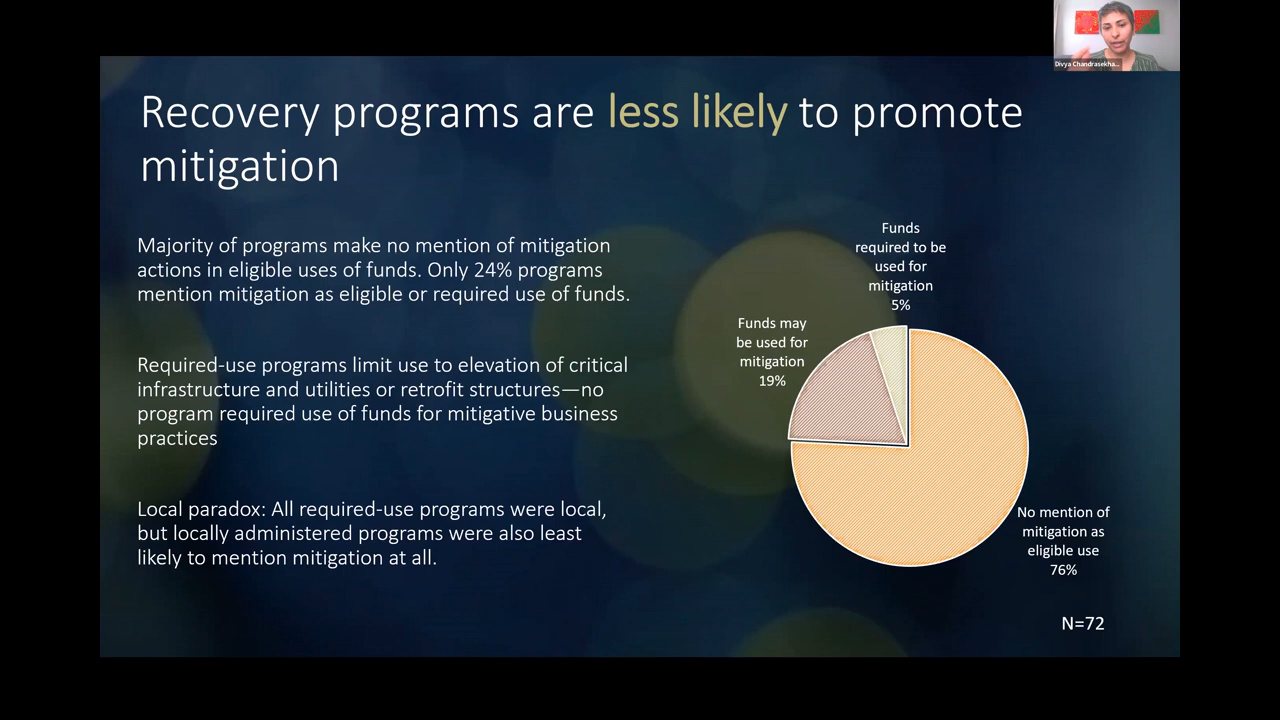 Divya Chandrasekha...
Recovery programs are less likely to promote
mitigation
Majority of programs make no mention of mitigation
actions in eligible uses of funds. Only 24% programs
mention mitigation as eligible or required use of funds.
Required-use programs limit use to elevation of critical
infrastructure and utilities or retrofit structures—no
program required use of funds for mitigative business
practices
Local paradox: All required-use programs were local,
but locally administered programs were also least
likely to mention mitigation at all.
Funds
required to be
used for
mitigation
5%
Funds may
be used for
mitigation
19%
No mention of
mitigation as
eligible use
76%
N=72